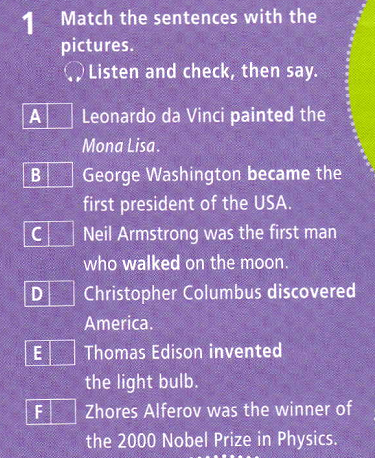 1 Match the sentences with the
pictures.
Listen and check, then say.
A Leonardo da Vinci painted the
Mona Lisa.
B George Washington became the
first president of the USA.
C Neil Armstrong was the first man
who walked on the moon.
D Christopher Columbus discovered
America.
E Thomas Edison invented
the light bulb.
F Zhores Alferov was the winner of
the 2000 Nobel Prize in Physics.